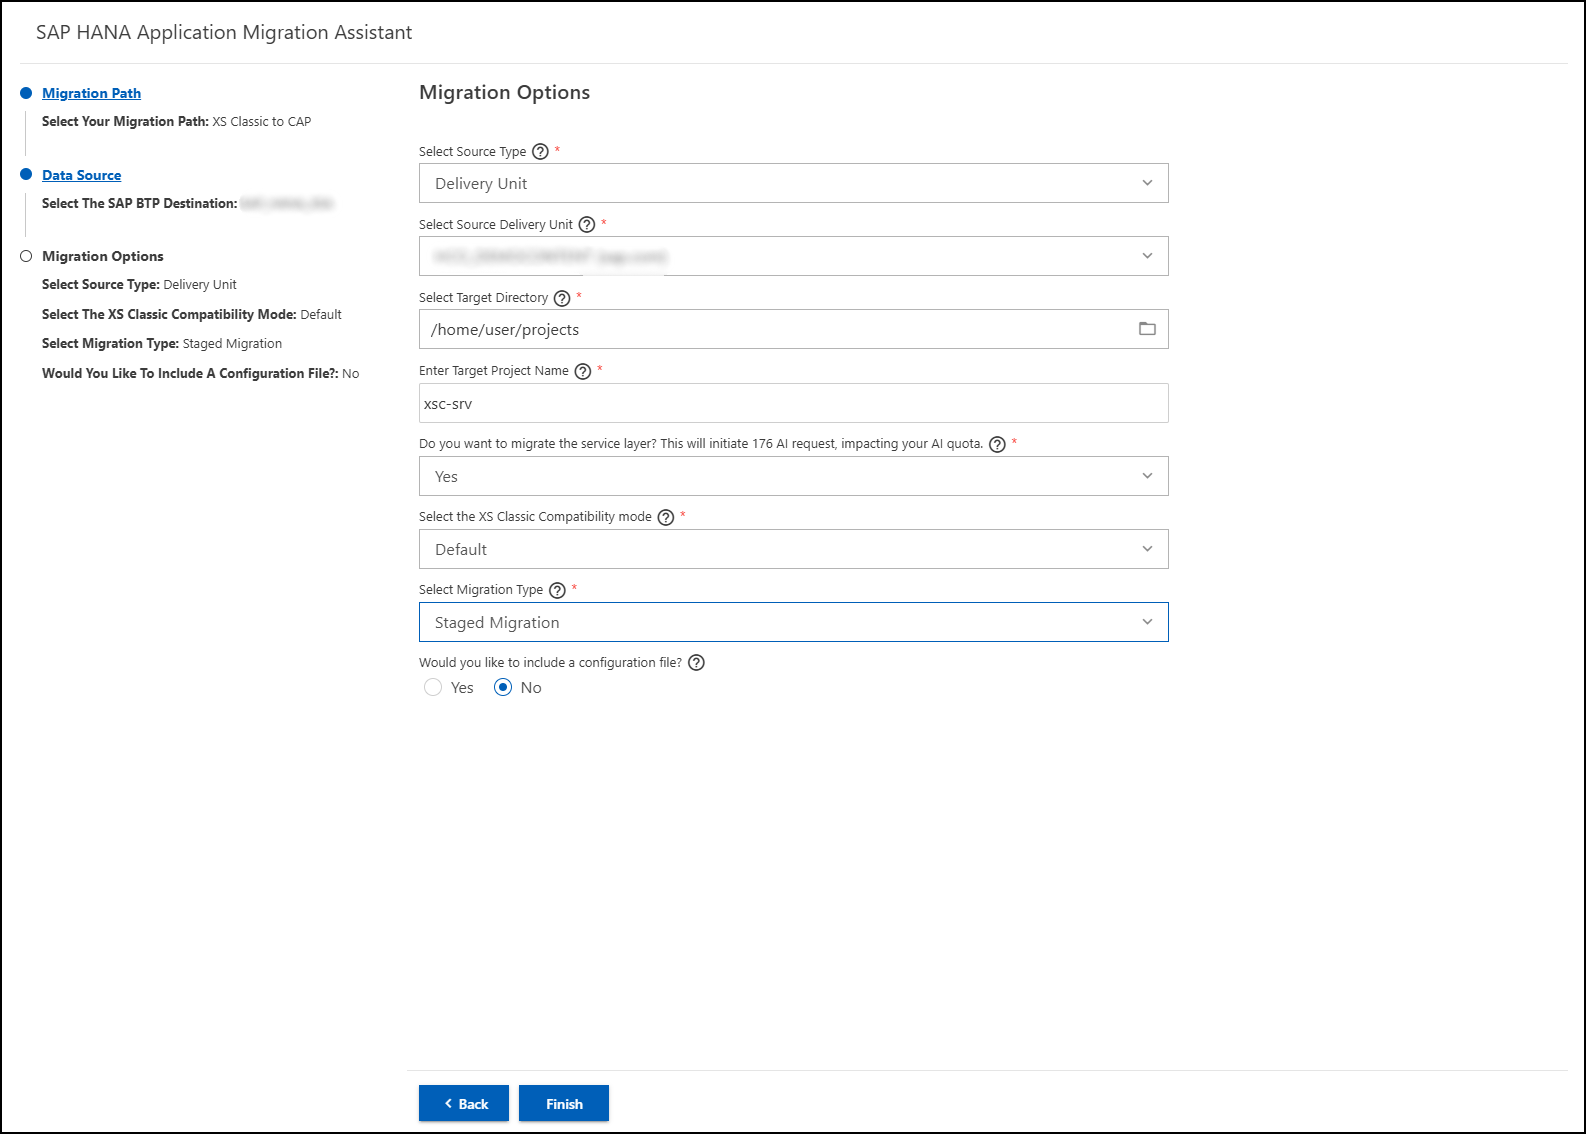 SAP HANA Application Migration Assistant
Migration Path
Select Your Migration Path: XS Classic to CAP
Data Source
Select The SAP BTP Destination:
Migration Options
Select Source Type: Delivery Unit
Select The XS Classic Compatibility Mode: Default
Select Migration Type: Staged Migration
Would You Like To Include A Configuration File?: No
Migration Options
Select Source Type ? *
Delivery Unit
Select Source Delivery Unit ? *
Select Target Directory ? *
/home/user/projects
Enter Target Project Name ? *
xsc-srv
Do you want to migrate the service layer? This will initiate 176 AI request, impacting your AI quota. ? *
Yes
Select the XS Classic Compatibility mode ? *
Default
Select Migration Type ? *
Staged Migration
Would you like to include a configuration file? ?
Yes No
Back Finish